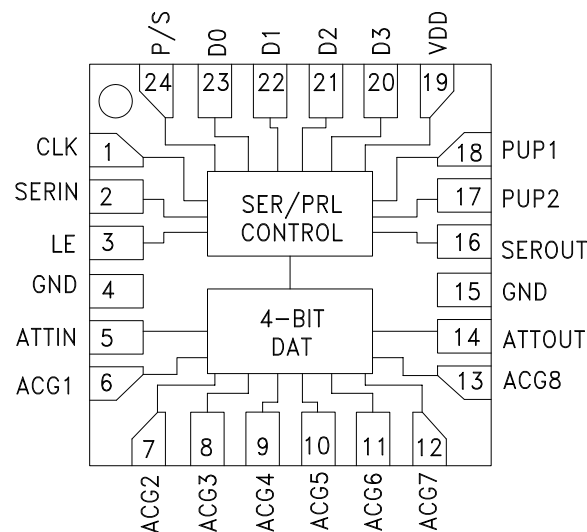 P/S
D0
D1
D2
D3
VDD
24
23
22
21
20
19
CLK
1
18
PUP1
SERIN
2
17
PUP2
SER/PRL
CONTROL
LE
3
16
SEROUT
GND
4
15
GND
4-BIT
DAT
ATTIN
5
14
ATTOUT
ACG1
6
13
ACG8
7
8
9
10
11
12
ACG2
ACG3
ACG4
ACG5
ACG6
ACG7